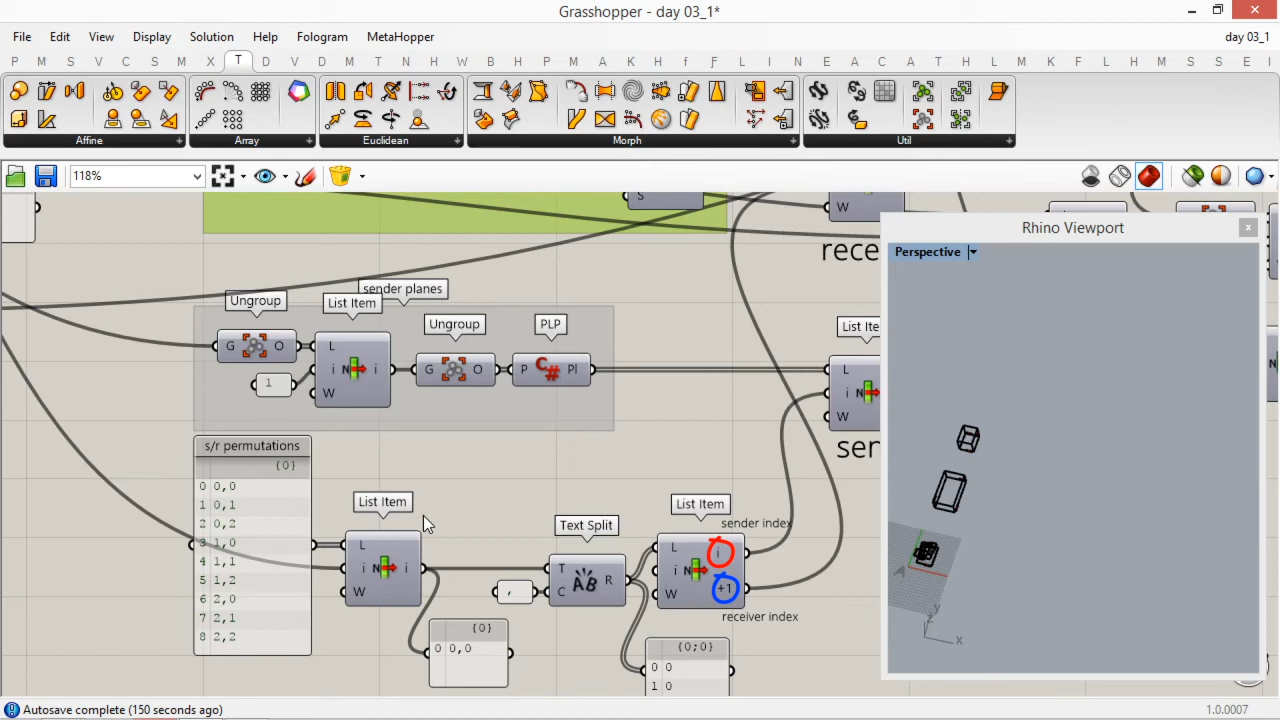 Grasshopper - day 03_1*
File Edit View Display Solution Help Fologram MetaHopper day 03_1
P M S V M X S T D V D M T N H W B H P M A K H I F L I N E A M S C M K D H V D M S S V E I
Affine Array Euclidean Morph Util
118%
S
W
Rhino Viewport
Perspective
rece
sender planes
Ungroup List Item
Ungroup PLP
G O L i W N i
1
G O P C# Pl
List Ite
L i W N
sen
s/r permutations
{0}
0 0,0
1 0,1
2 0,2
3 1,0
4 1,1
5 1,2
6 2,0
7 2,1
8 2,2
List Item
L i W N i
{0}
0 0,0
Text Split
T C AB R
,
List Item
sender index
L i W N i +1
receiver index
{0;0}
0 0
1 0
y
z
x
Autosave complete (150 seconds ago)
1.0.0007